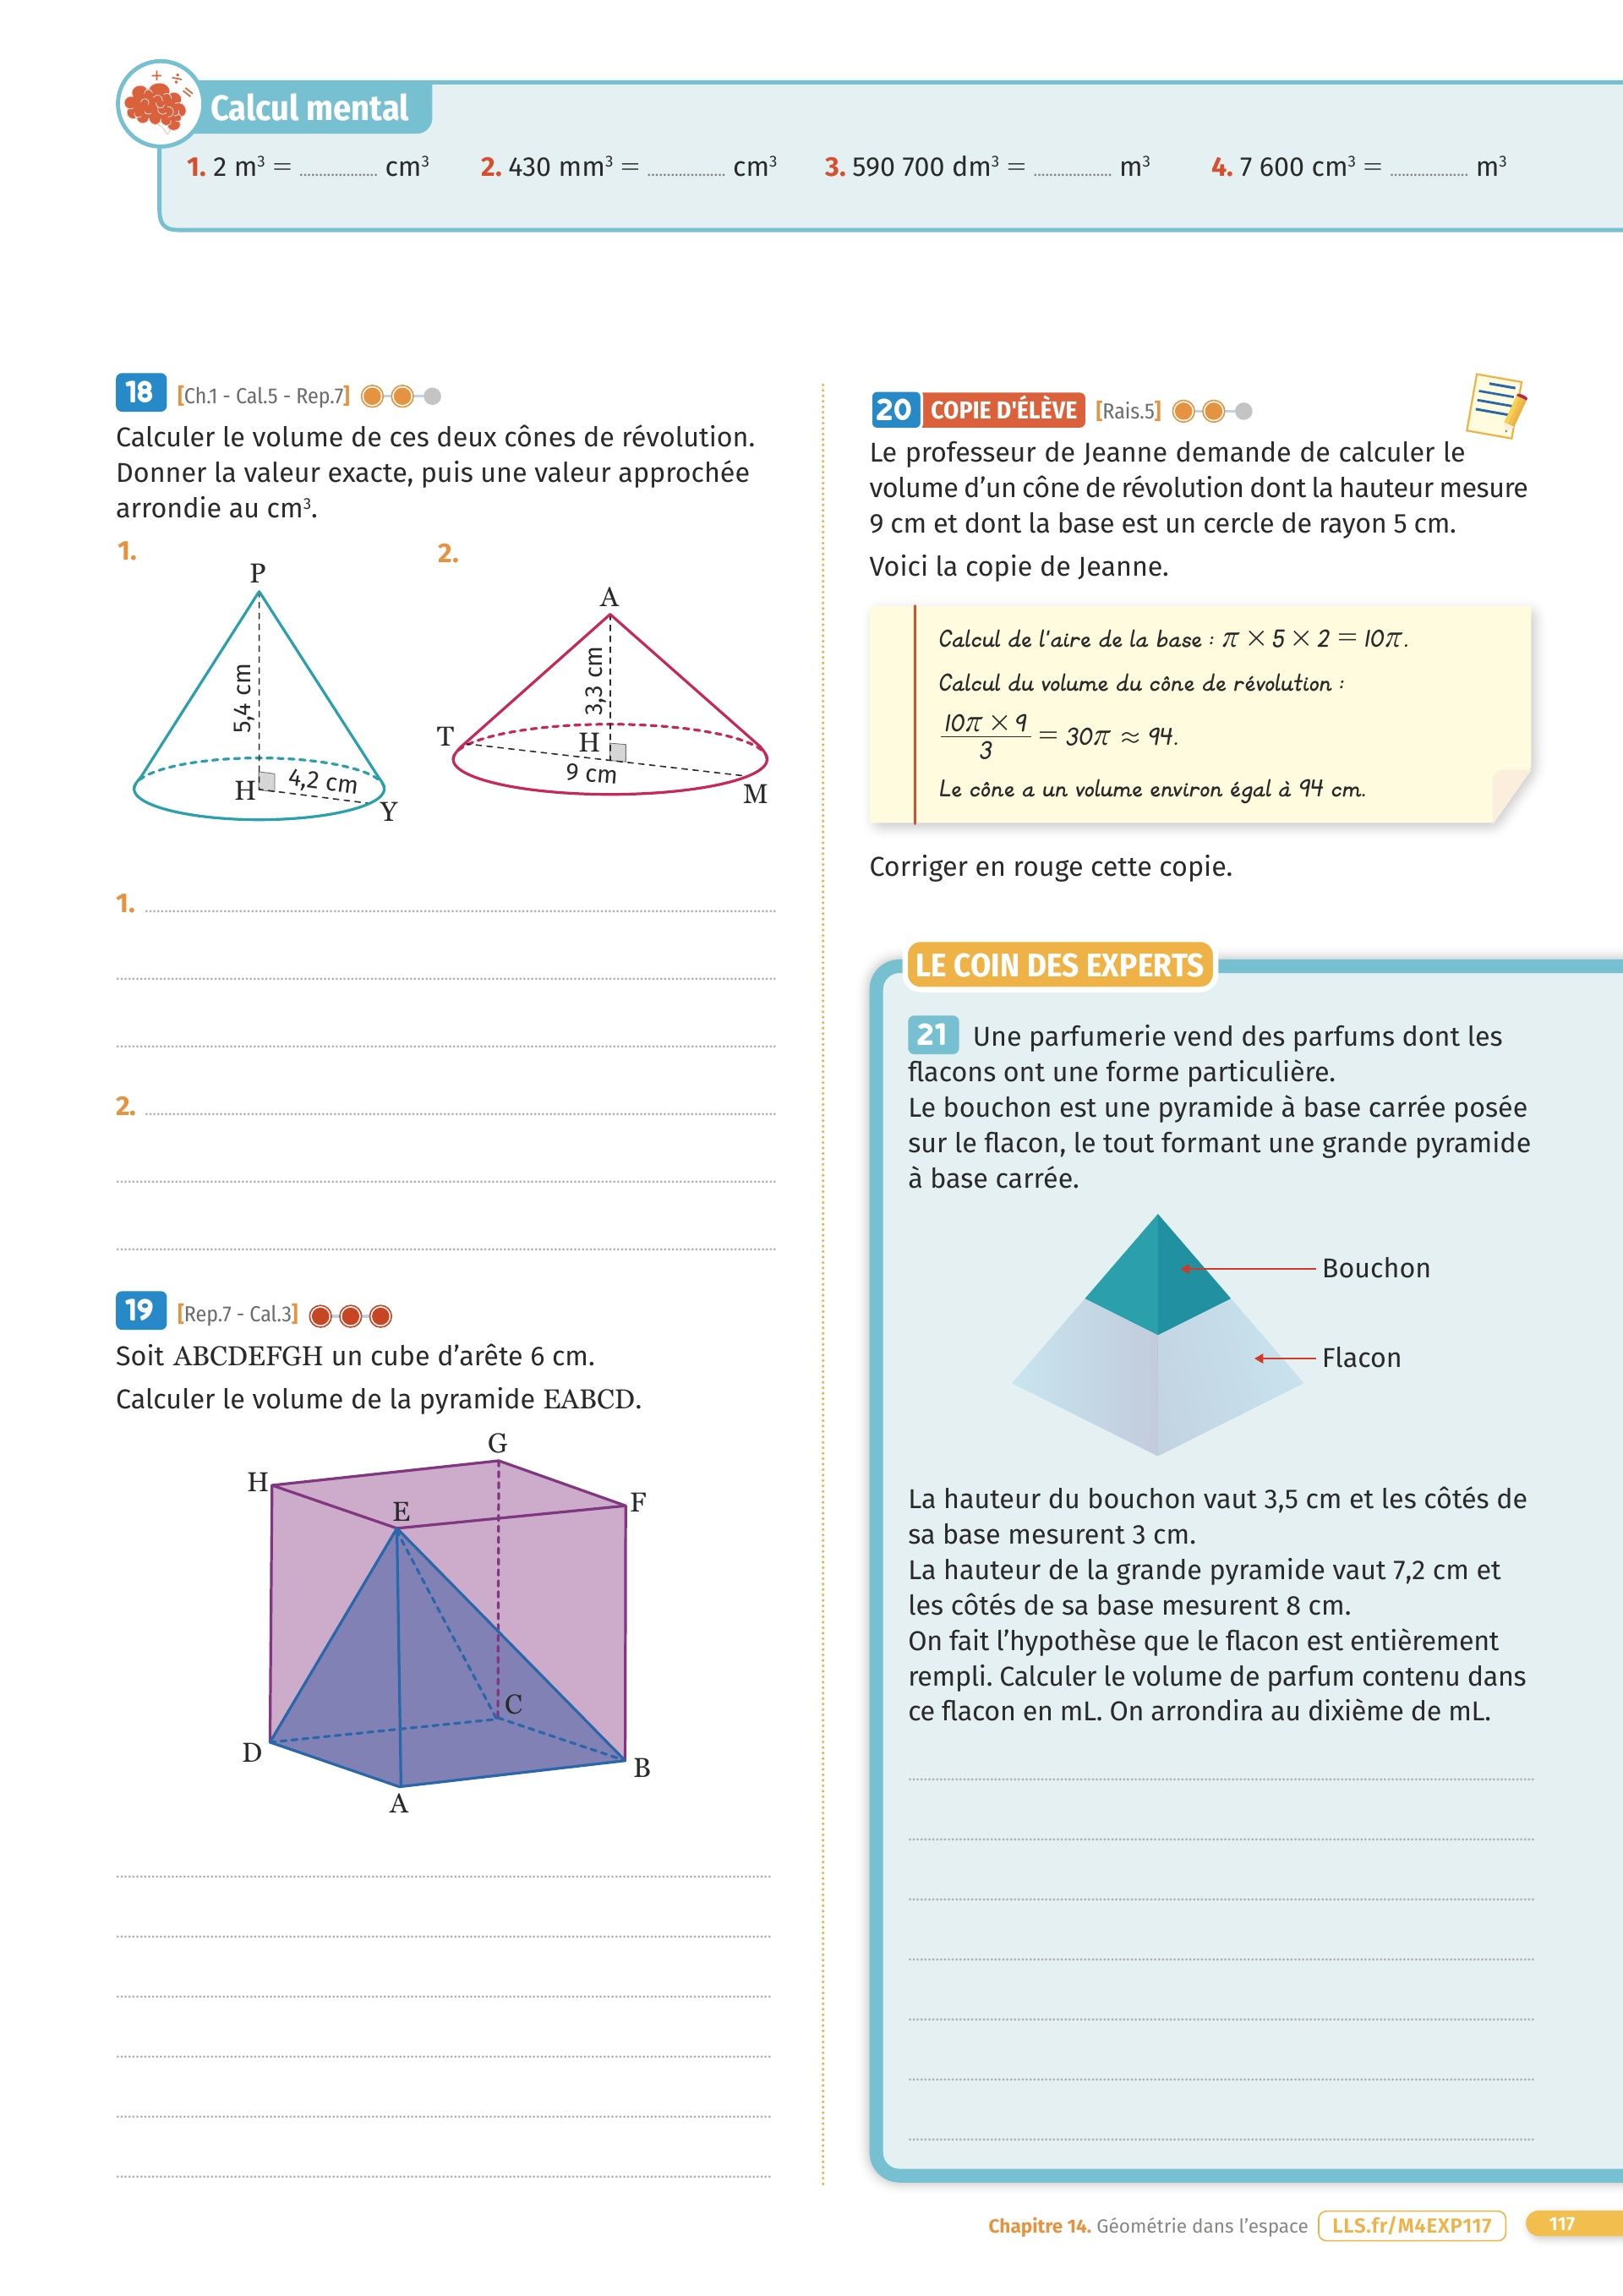 Calcul mental
1. 2 m³ = ........ cm³ 2. 430 mm³ = ........ cm³ 3. 590 700 dm³ = ........ m³ 4. 7 600 cm³ = ........ m³
18 [Ch.1 - Cal.5 - Rep.7]
Calculer le volume de ces deux cônes de révolution.
Donner la valeur exacte, puis une valeur approchée
arrondie au cm³.
1.
P
5,4 cm
H
4,2 cm
Y
2.
A
3,3 cm
T
H
9 cm
M
1.
2.
19 [Rep.7 - Cal.3]
Soit ABCDEFGH un cube d'arête 6 cm.
Calculer le volume de la pyramide EABCD.
G
H
E
F
C
D
B
A
20 COPIE D'ÉLÈVE [Rais.5]
Le professeur de Jeanne demande de calculer le
volume d'un cône de révolution dont la hauteur mesure
9 cm et dont la base est un cercle de rayon 5 cm.
Voici la copie de Jeanne.
Calcul de l'aire de la base : π × 5 × 2 = 10π.
Calcul du volume du cône de révolution :
10π × 9
3
= 30π ≈ 94.
Le cône a un volume environ égal à 94 cm.
Corriger en rouge cette copie.
LE COIN DES EXPERTS
21 Une parfumerie vend des parfums dont les
flacons ont une forme particulière.
Le bouchon est une pyramide à base carrée posée
sur le flacon, le tout formant une grande pyramide
à base carrée.
Bouchon
Flacon
La hauteur du bouchon vaut 3,5 cm et les côtés de
sa base mesurent 3 cm.
La hauteur de la grande pyramide vaut 7,2 cm et
les côtés de sa base mesurent 8 cm.
On fait l'hypothèse que le flacon est entièrement
rempli. Calculer le volume de parfum contenu dans
ce flacon en mL. On arrondira au dixième de mL.
Chapitre 14. Géométrie dans l'espace LLS.fr/M4EXP117 117